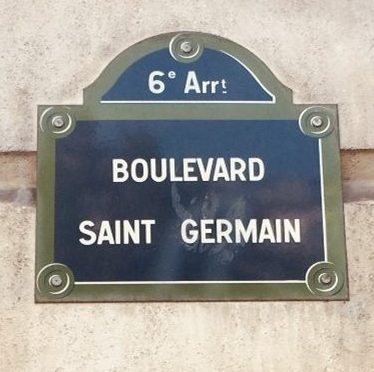 6e Arrt
BOULEVARD
SAINT GERMAIN